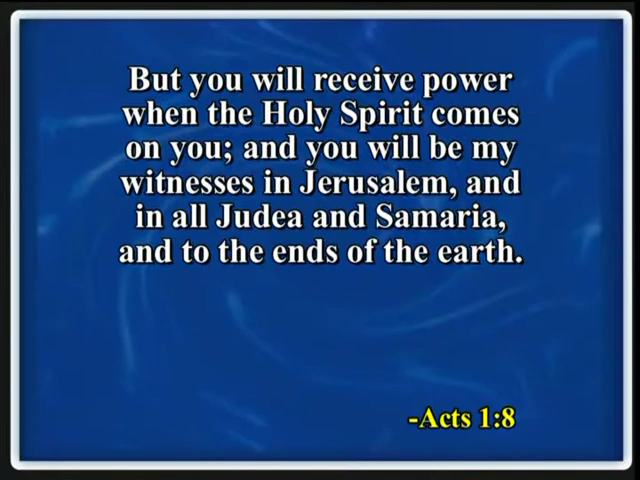 But you will receive power
when the Holy Spirit comes
on you; and you will be my
witnesses in Jerusalem, and
in all Judea and Samaria,
and to the ends of the earth.
-Acts 1:8